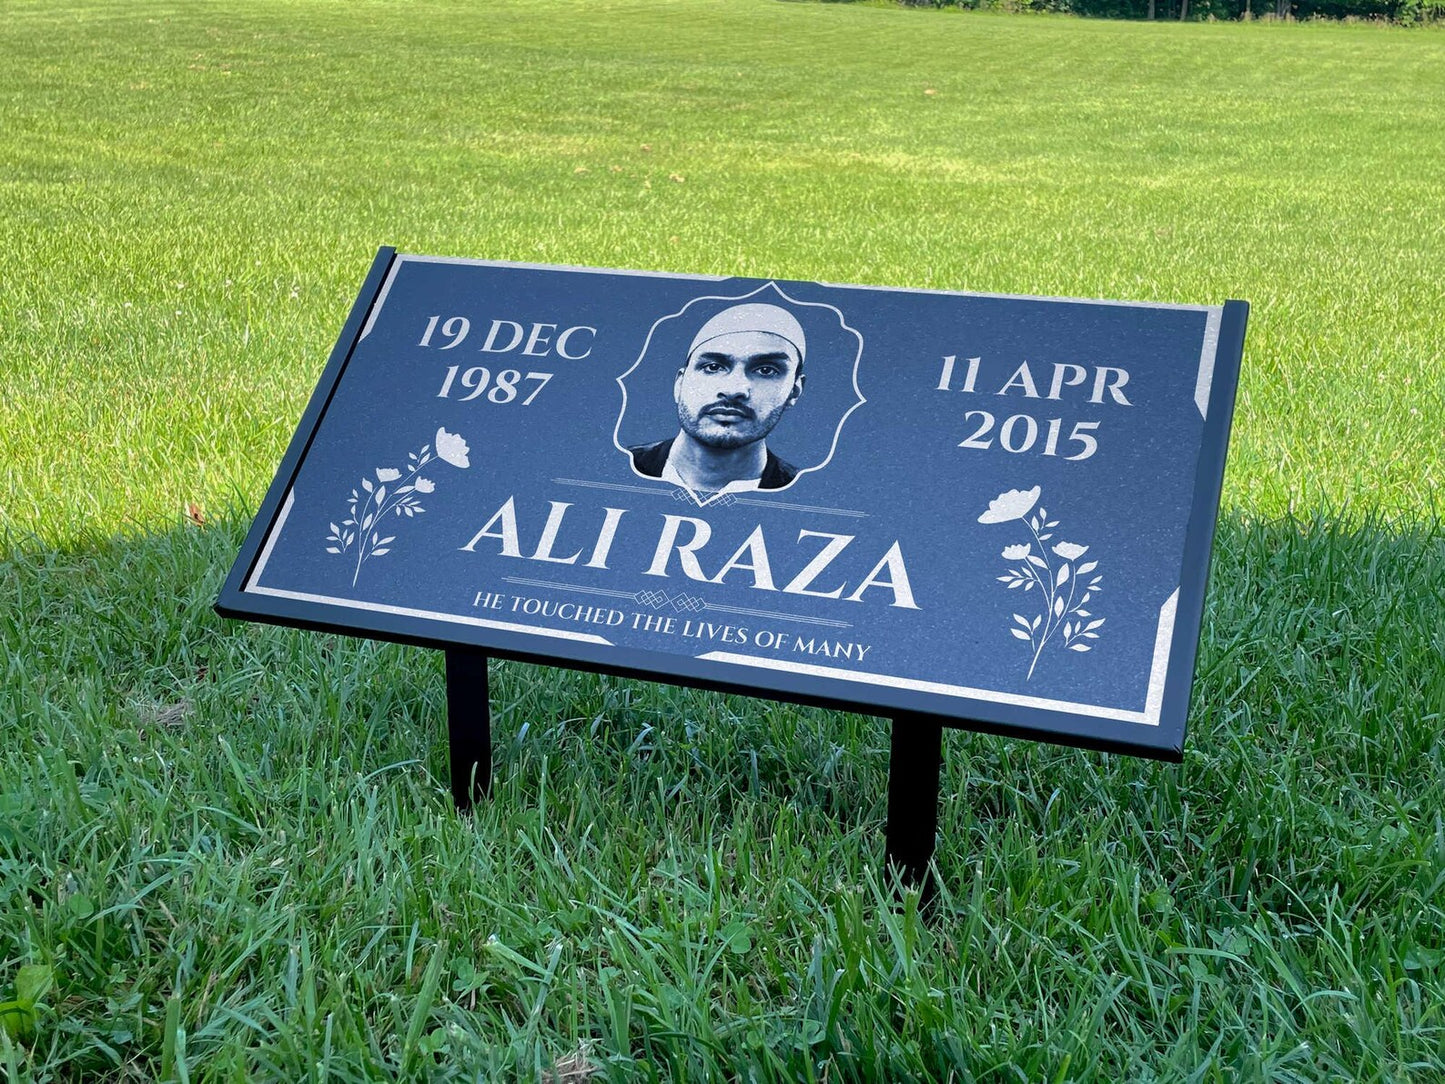 19 DEC
1987
11 APR
2015
ALI RAZA
HE TOUCHED THE LIVES OF MANY